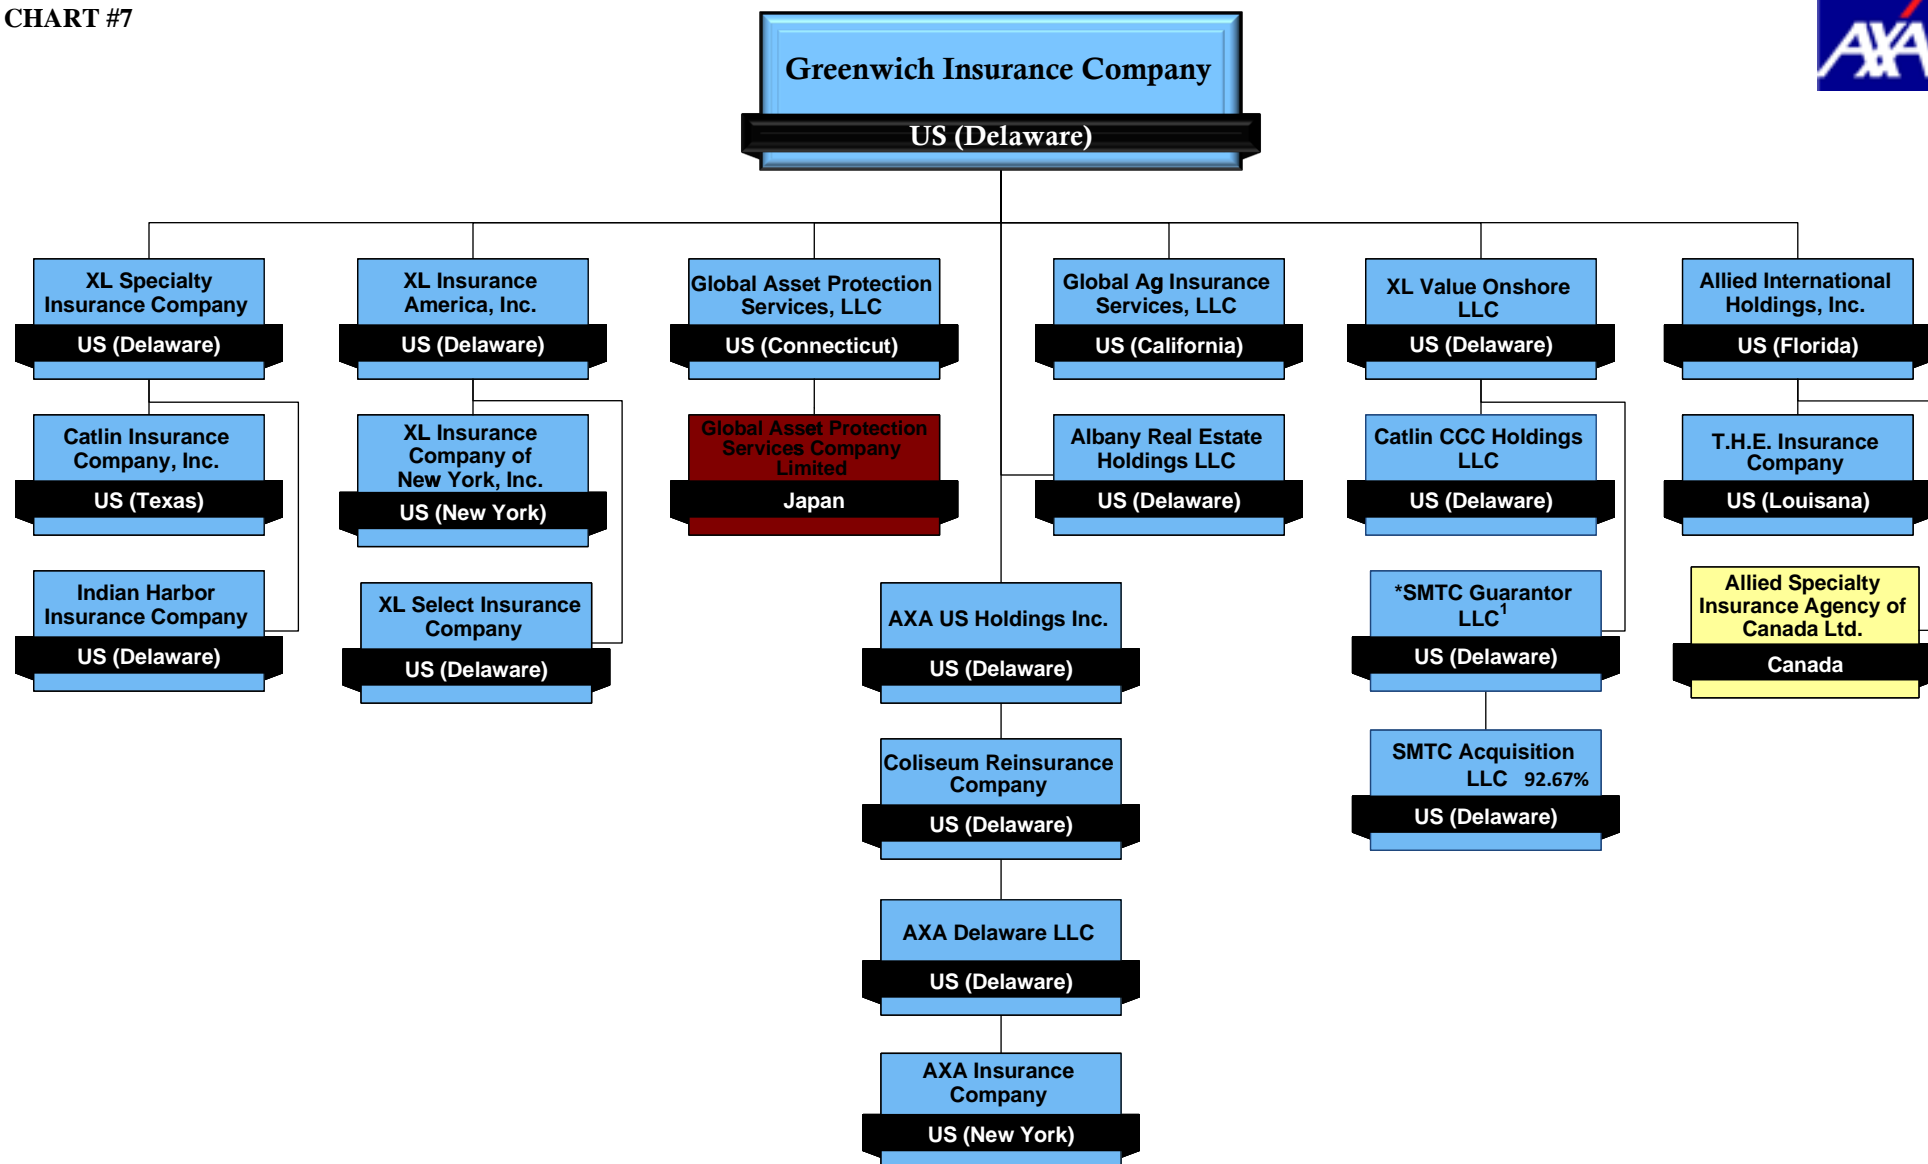 CHART #7
AXA
Greenwich Insurance Company
US (Delaware)
XL Specialty
Insurance Company
US (Delaware)
XL Insurance
America, Inc.
US (Delaware)
Global Asset Protection
Services, LLC
US (Connecticut)
Global Ag Insurance
Services, LLC
US (California)
XL Value Onshore
LLC
US (Delaware)
Allied International
Holdings, Inc.
US (Florida)
Catlin Insurance
Company, Inc.
US (Texas)
XL Insurance
Company of
New York, Inc.
US (New York)
Global Asset Protection
Services Company
Limited
Japan
Albany Real Estate
Holdings LLC
US (Delaware)
Catlin CCC Holdings
LLC
US (Delaware)
T.H.E. Insurance
Company
US (Louisana)
Indian Harbor
Insurance Company
US (Delaware)
XL Select Insurance
Company
US (Delaware)
AXA US Holdings Inc.
US (Delaware)
*SMTC Guarantor
LLC¹
US (Delaware)
Allied Specialty
Insurance Agency of
Canada Ltd.
Canada
Coliseum Reinsurance
Company
US (Delaware)
SMTC Acquisition
LLC 92.67%
US (Delaware)
AXA Delaware LLC
US (Delaware)
AXA Insurance
Company
US (New York)